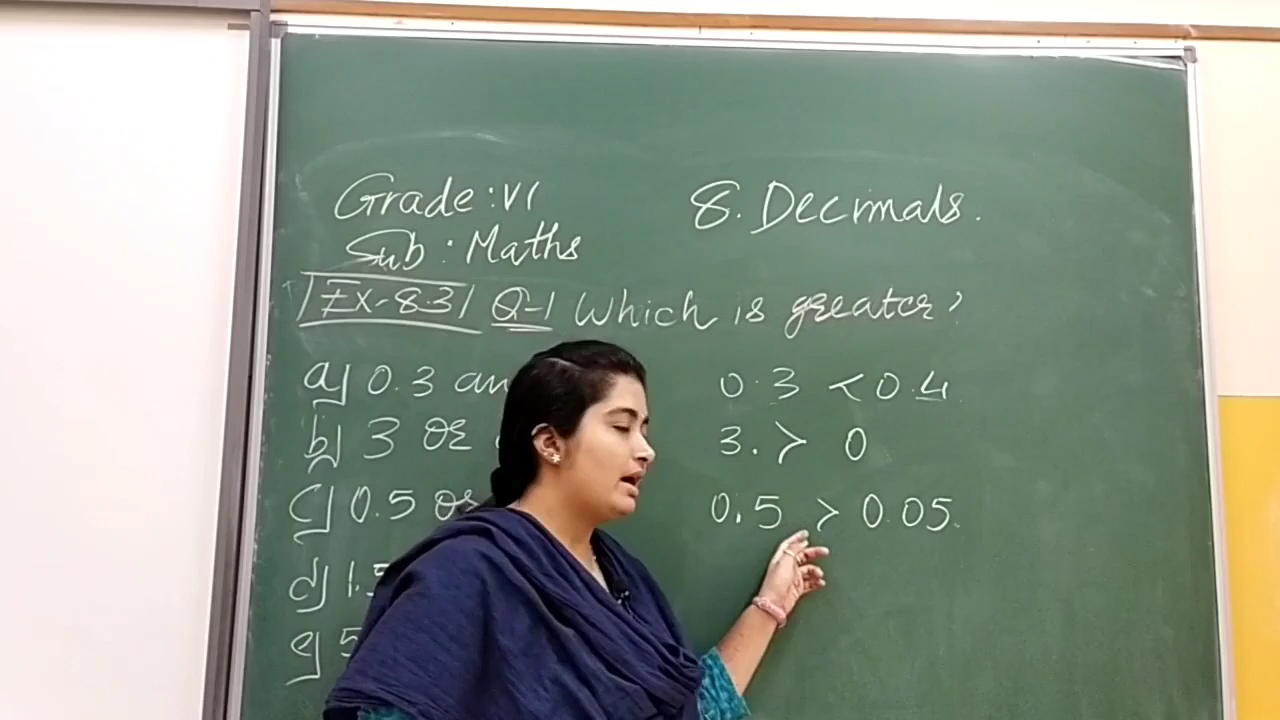 Grade : VI
8. Decimals.
Sub : Maths
Ex-8.3 Q-1 Which is greater?
a) 0.3 an
0.3 < 0.4
b) 3 or
3. > 0
c) 0.5 or
0.5 > 0.05
d) 1.5
e) 5